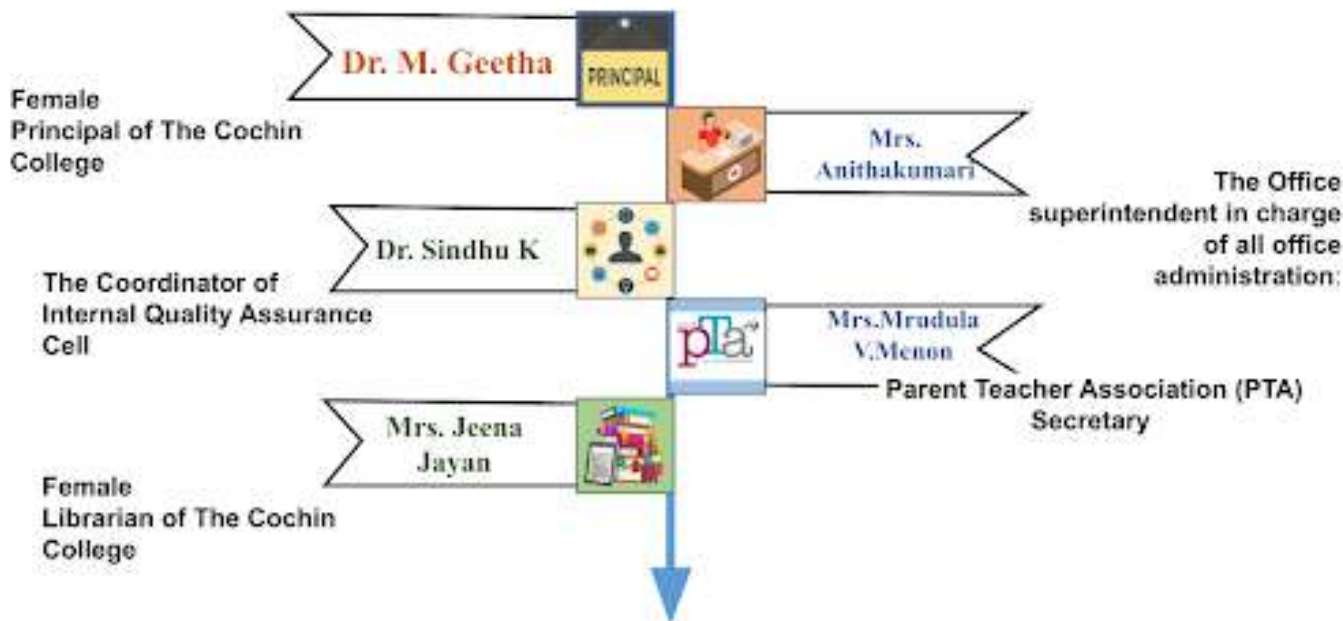 Dr. M. Geetha
PRINCIPAL
Female
Principal of The Cochin
College
Mrs.
Anithakumari
The Office
superintendent in charge
of all office
administration.
Dr. Sindhu K
The Coordinator of
Internal Quality Assurance
Cell
pTa
Mrs.Mrudula
V.Menon
Parent Teacher Association (PTA)
Secretary
Mrs. Jeena
Jayan
Female
Librarian of The Cochin
College